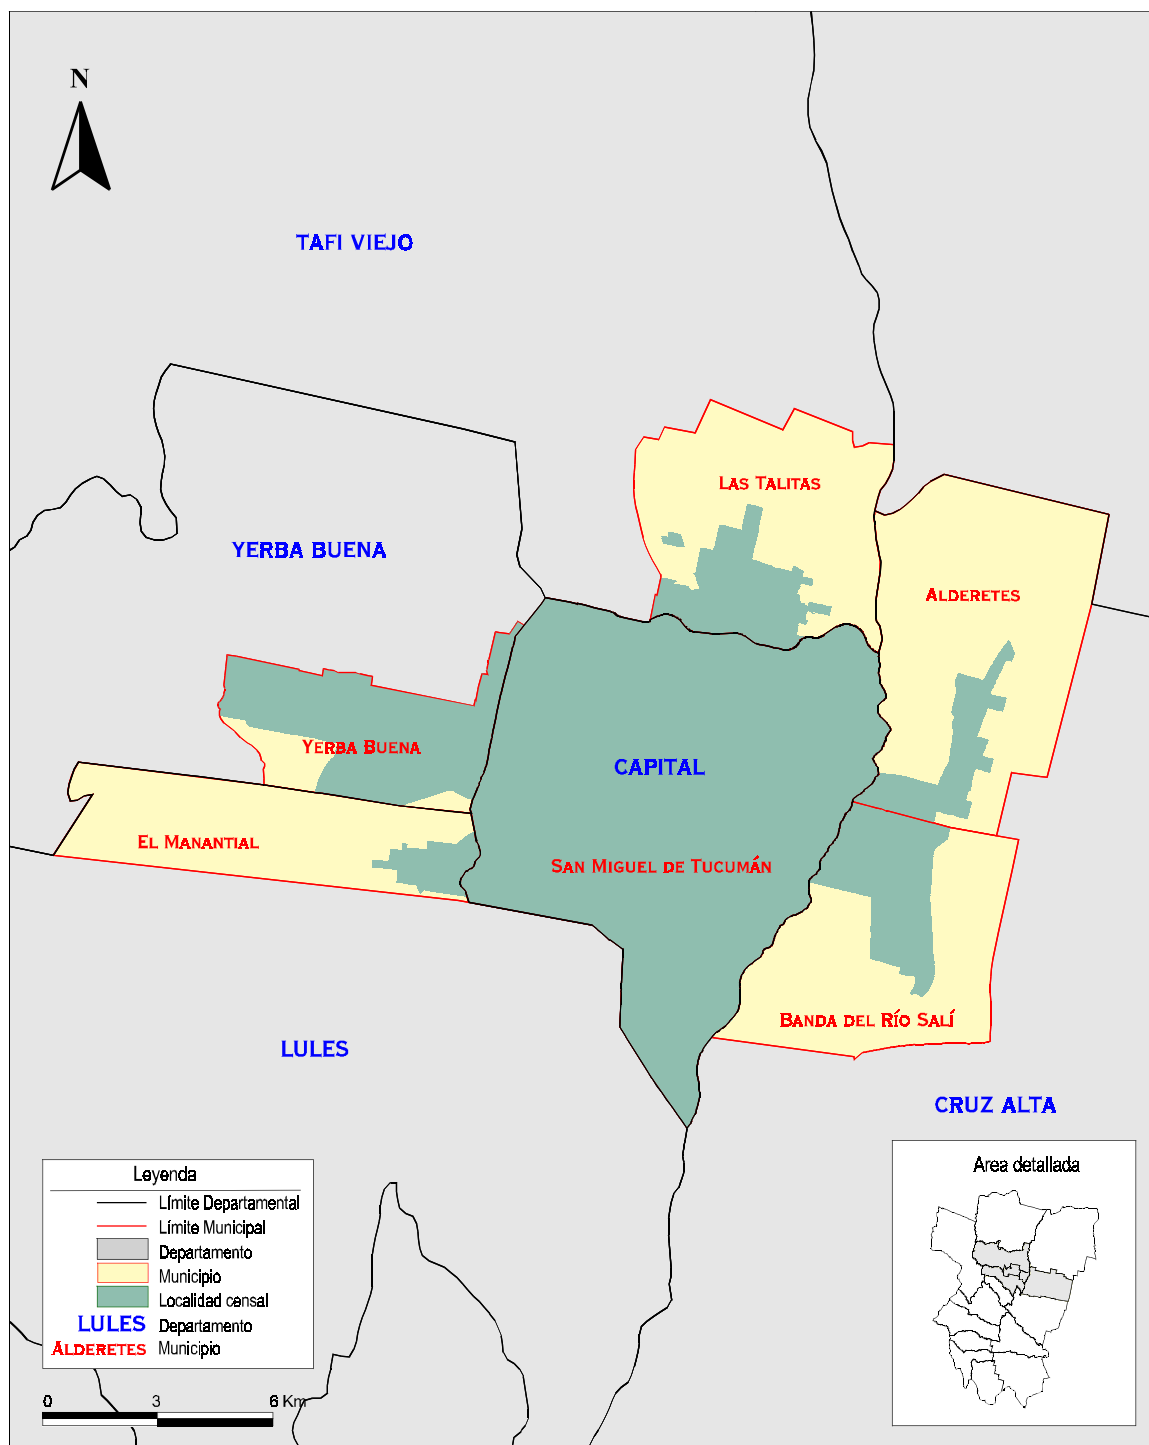 N
TAFI VIEJO
LAS TALITAS
YERBA BUENA
ALDERETES
YERBA BUENA
CAPITAL
EL MANANTIAL
SAN MIGUEL DE TUCUMÁN
BANDA DEL RÍO SALÍ
LULES
CRUZ ALTA
Leyenda
Límite Departamental
Límite Municipal
Departamento
Municipio
Localidad censal
LULES Departamento
ALDERETES Municipio
0 3 6 Km
Area detallada